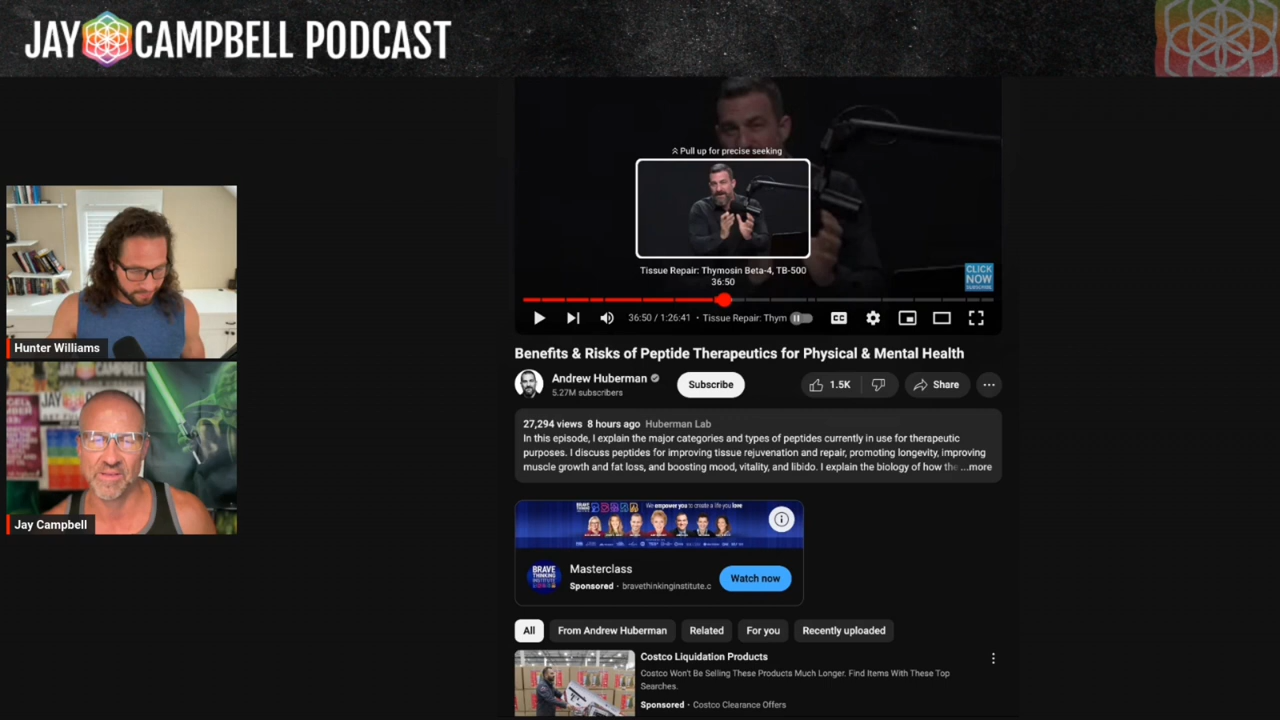 JAY CAMPBELL PODCAST
Pull up for precise seeking
Tissue Repair: Thymosin Beta-4, TB-500
36:50
CLICK
NOW
SUBSCRIBE
36:50 / 1:26:41 • Tissue Repair: Thym
CC
Benefits & Risks of Peptide Therapeutics for Physical & Mental Health
Andrew Huberman
5.27M subscribers
Subscribe
1.5K
Share
27,294 views 8 hours ago Huberman Lab
In this episode, I explain the major categories and types of peptides currently in use for therapeutic
purposes. I discuss peptides for improving tissue rejuvenation and repair, promoting longevity, improving
muscle growth and fat loss, and boosting mood, vitality, and libido. I explain the biology of how the ...more
We empower you to create a life you love
BRAVE
THINKING
INSTITUTE
Masterclass
Sponsored • bravethinkinginstitute.c
Watch now
All
From Andrew Huberman
Related
For you
Recently uploaded
Costco Liquidation Products
Costco Won't Be Selling These Products Much Longer. Find Items With These Top
Searches.
Sponsored • Costco Clearance Offers
Hunter Williams
Jay Campbell